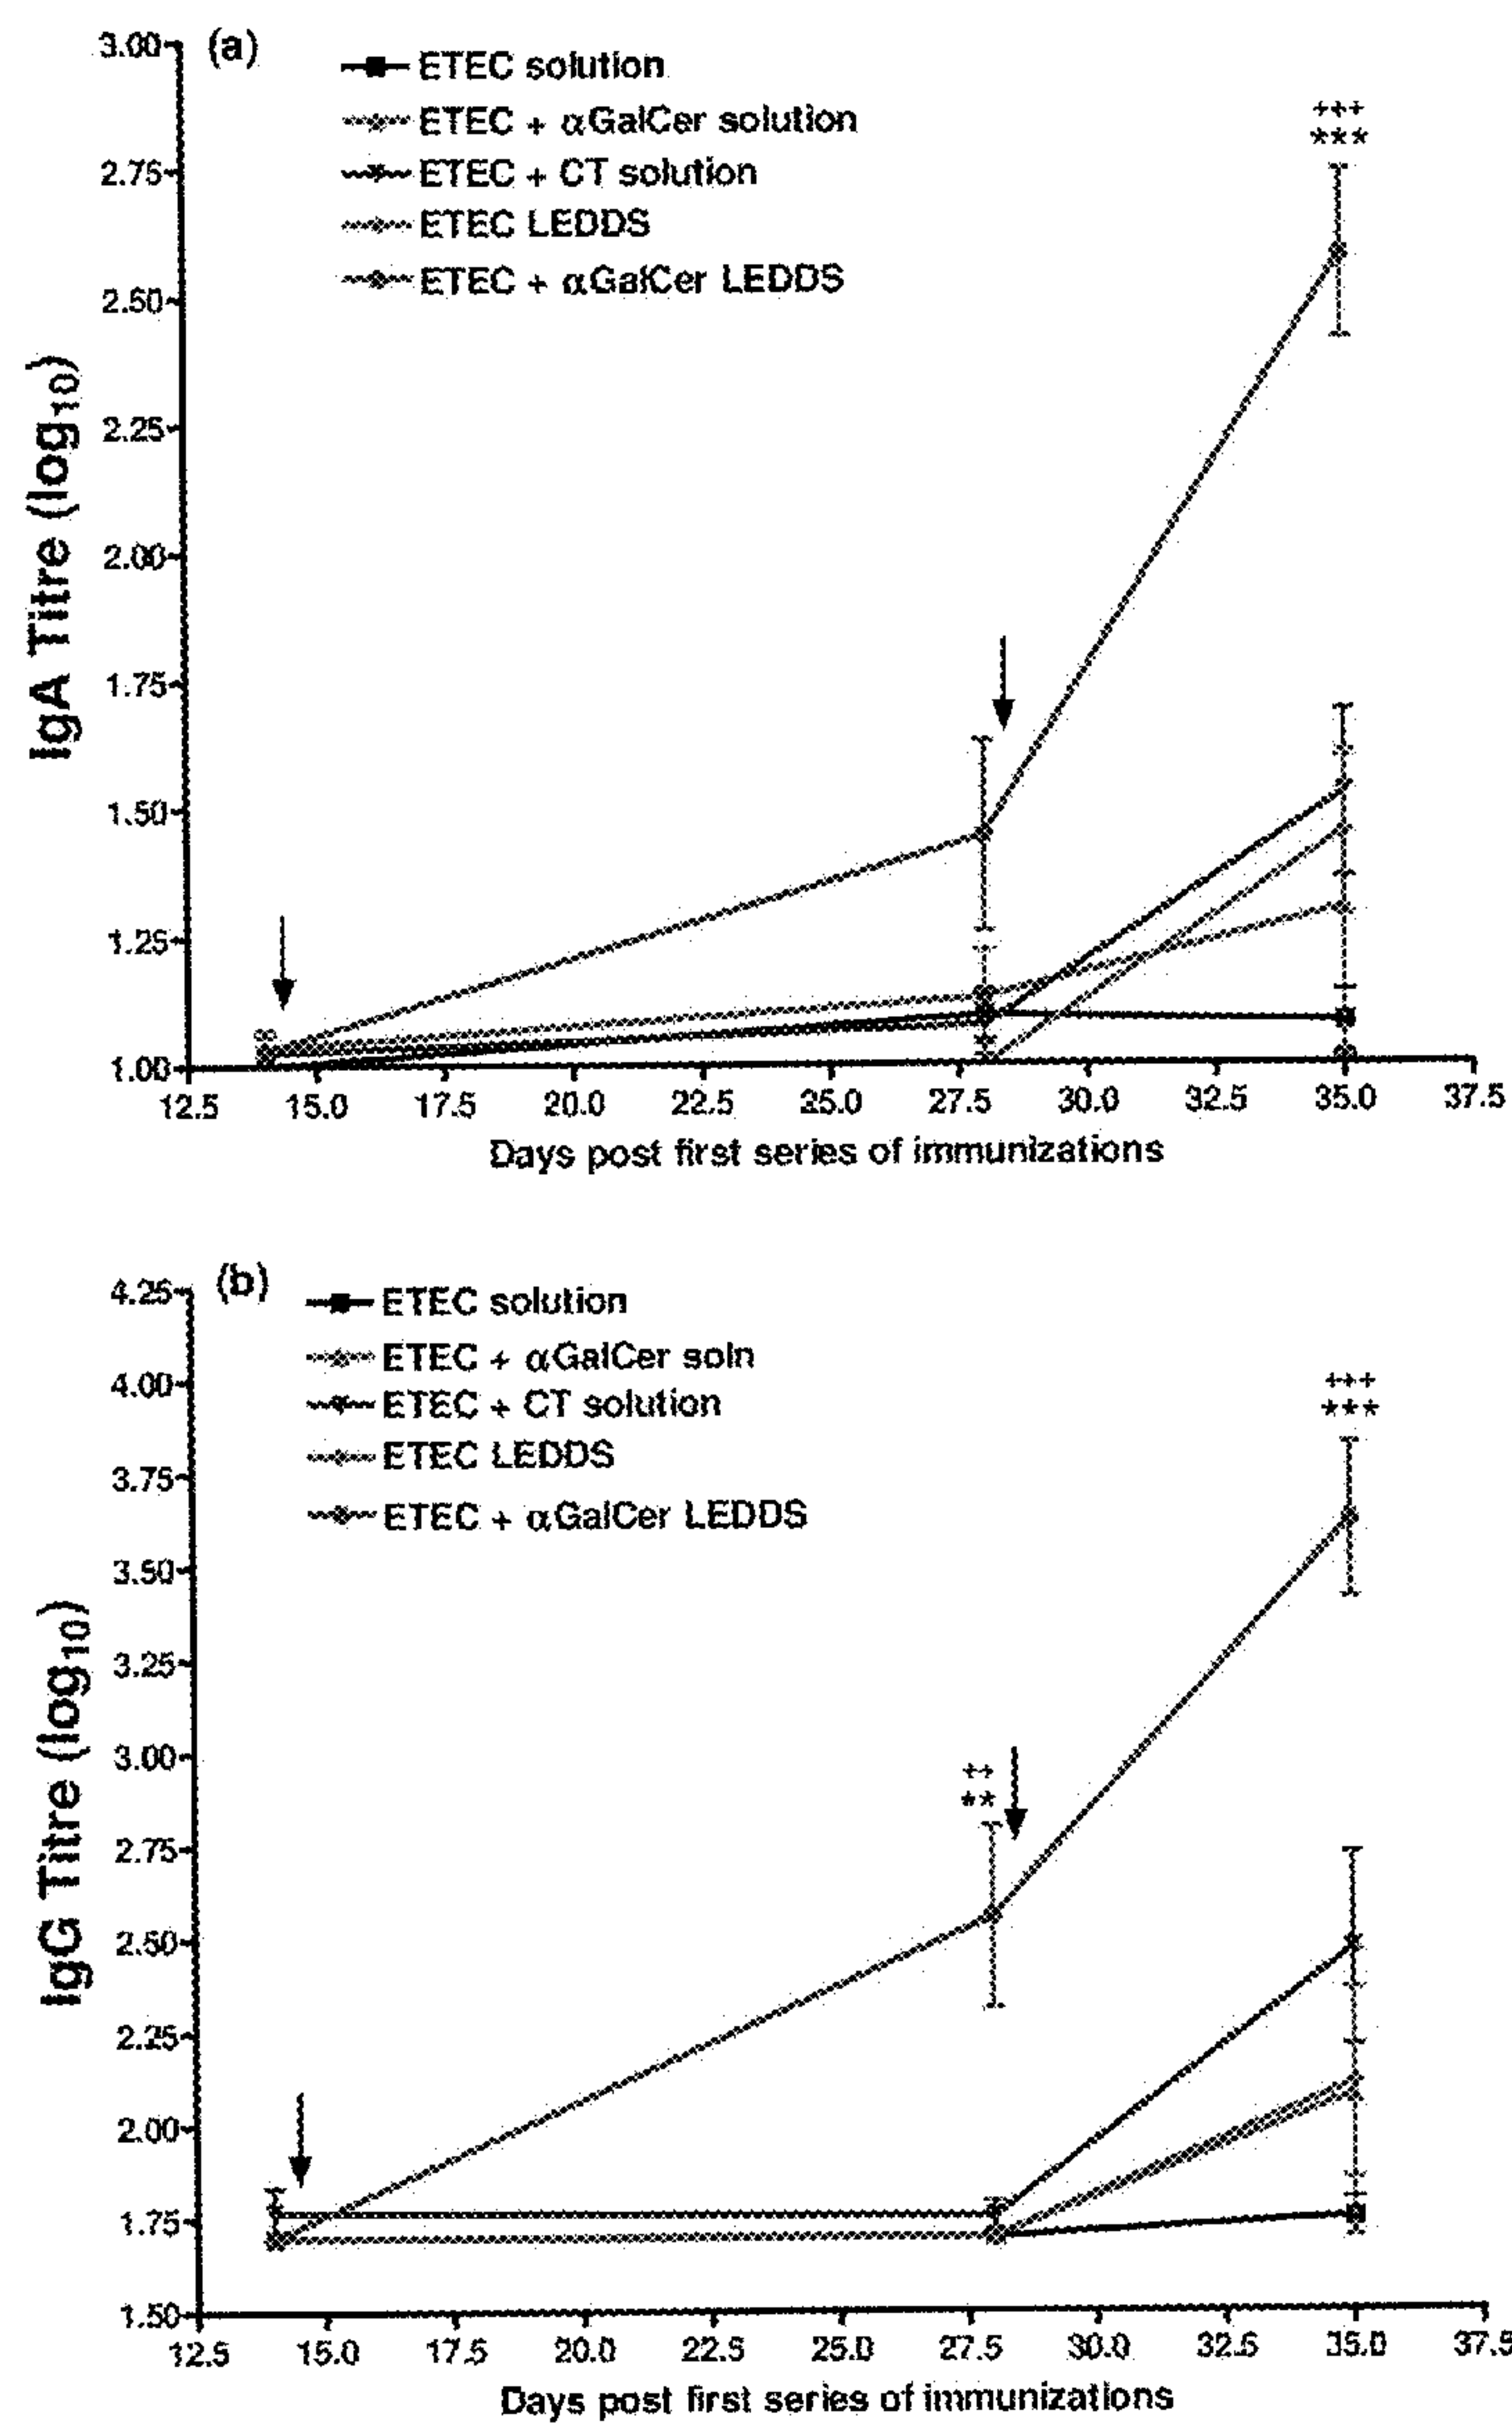 (a)
ETEC solution
ETEC + αGalCer solution
ETEC + CT solution
ETEC LEDDS
ETEC + αGalCer LEDDS
+++
***
3.00
2.75
2.50
2.25
2.00
1.75
1.50
1.25
1.00
IgA Titre (log10)
12.5 15.0 17.5 20.0 22.5 25.0 27.5 30.0 32.5 35.0 37.5
Days post first series of immunizations
(b)
ETEC solution
ETEC + αGalCer soln
ETEC + CT solution
ETEC LEDDS
ETEC + αGalCer LEDDS
+++
***
++
**
4.25
4.00
3.75
3.50
3.25
3.00
2.75
2.50
2.25
2.00
1.75
1.50
IgG Titre (log10)
12.5 15.0 17.5 20.0 22.5 25.0 27.5 30.0 32.5 35.0 37.5
Days post first series of immunizations